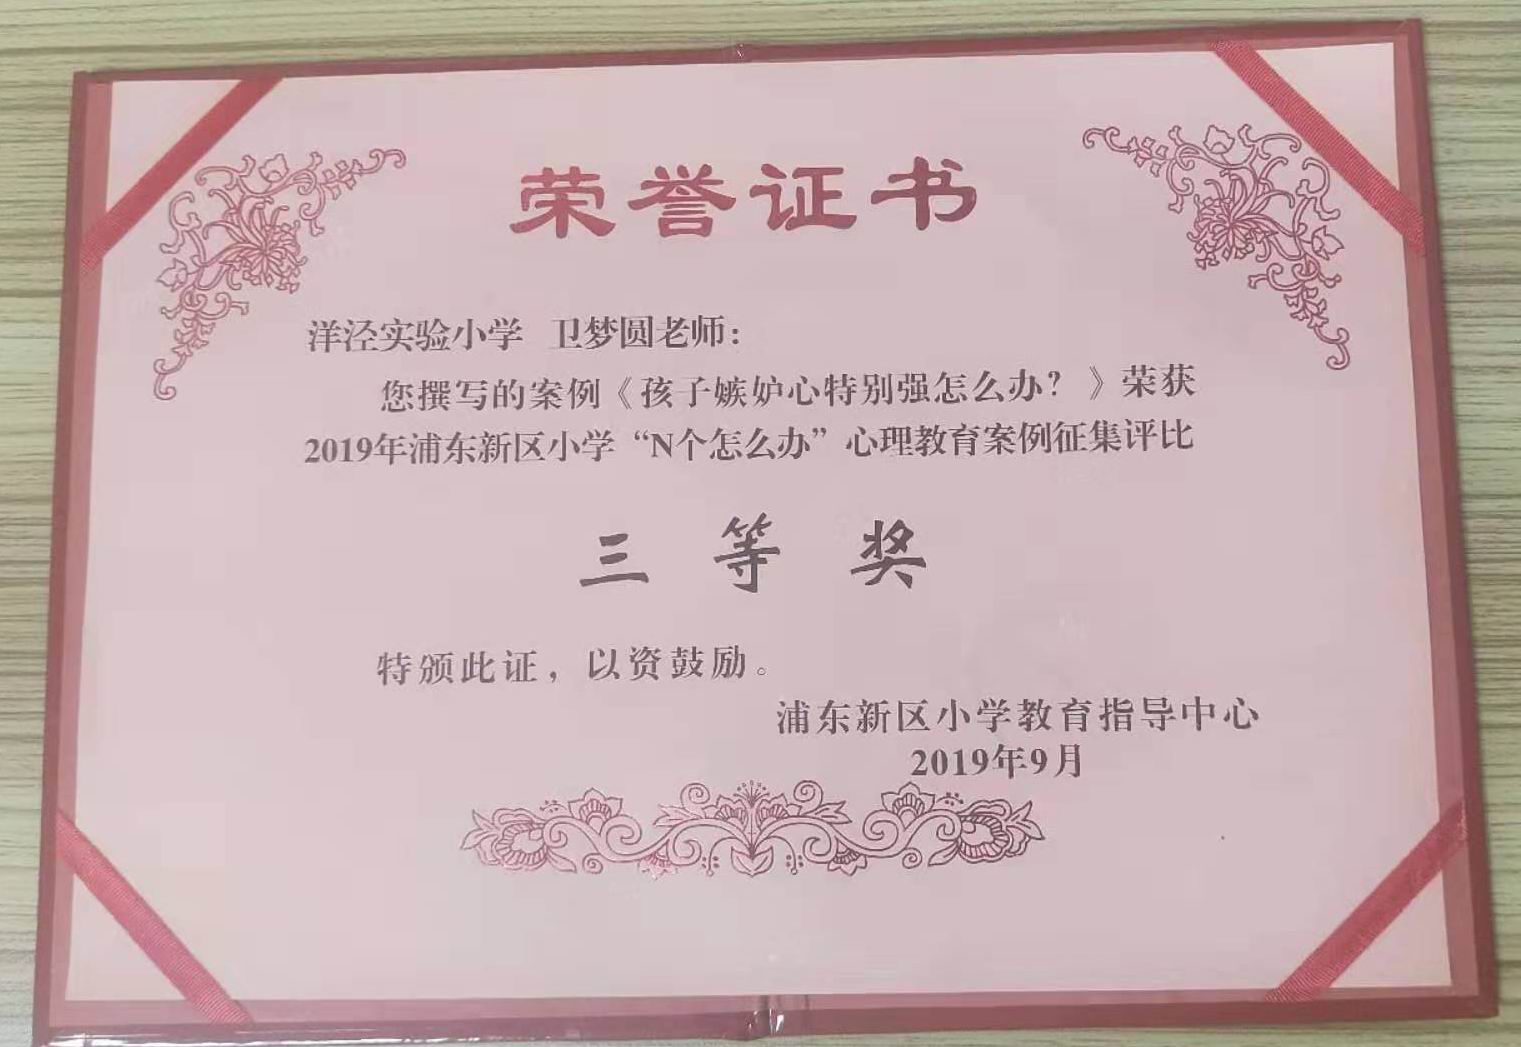 荣誉证书
洋泾实验小学 卫梦圆老师：
您撰写的案例《孩子嫉妒心特别强怎么办？》荣获
2019年浦东新区小学“N个怎么办”心理教育案例征集评比
三等奖
特颁此证，以资鼓励。
浦东新区小学教育指导中心
2019年9月